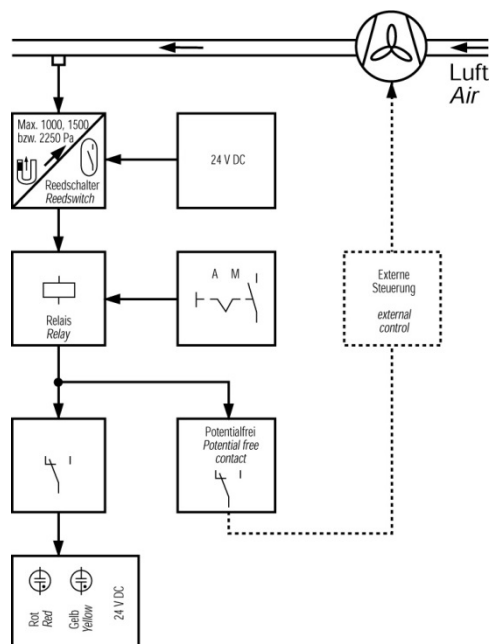 Luft
Air
Max. 1000, 1500
bzw. 2250 Pa
Reedschalter
Reedswitch
24 V DC
A M
Relais
Relay
Externe
Steuerung
external
control
Potentialfrei
Potential free
contact
Rot
Red
Gelb
Yellow
24 V DC